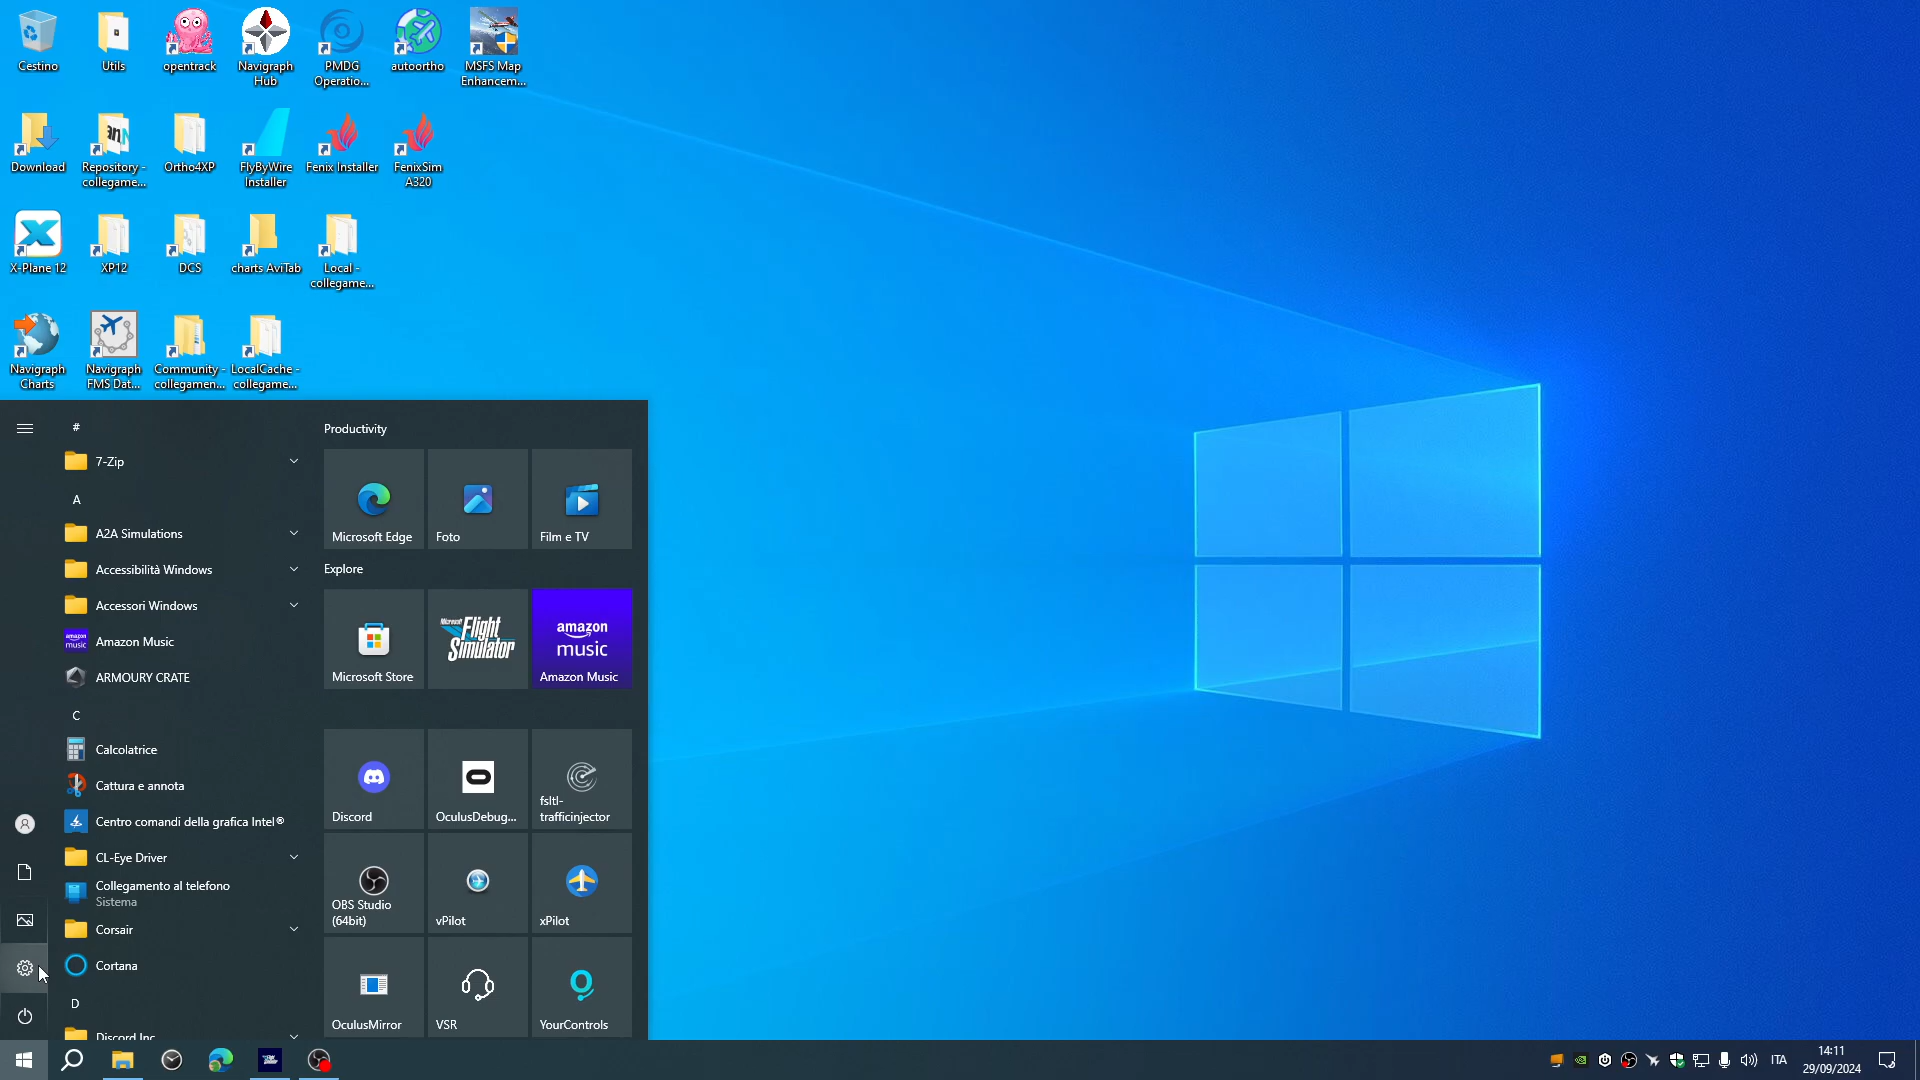 Cestino
Utils
opentrack
Navigraph
Hub
PMDG
Operatio...
autoortho
MSFS Map
Enhancem...
Download
Repository -
collegame...
Ortho4XP
FlyByWire
Installer
Fenix Installer
FenixSim
A320
X-Plane 12
XP12
DCS
charts AviTab
Local -
collegame...
Navigraph
Charts
Navigraph
FMS Dat...
Community -
collegamen...
LocalCache -
collegame...
#
7-Zip
A
A2A Simulations
Accessibilità Windows
Accessori Windows
amazon
music
Amazon Music
ARMOURY CRATE
C
Calcolatrice
Cattura e annota
Centro comandi della grafica Intel®
CL-Eye Driver
Collegamento al telefono
Sistema
Corsair
Cortana
D
Discord Inc
Productivity
Microsoft Edge
Foto
Film e TV
Explore
Microsoft Store
Microsoft
Flight
Simulator
amazon
music
Amazon Music
Discord
OculusDebug...
fsltl-
trafficinjector
OBS Studio
(64bit)
vPilot
xPilot
OculusMirror
VSR
YourControls
ITA
14:11
29/09/2024